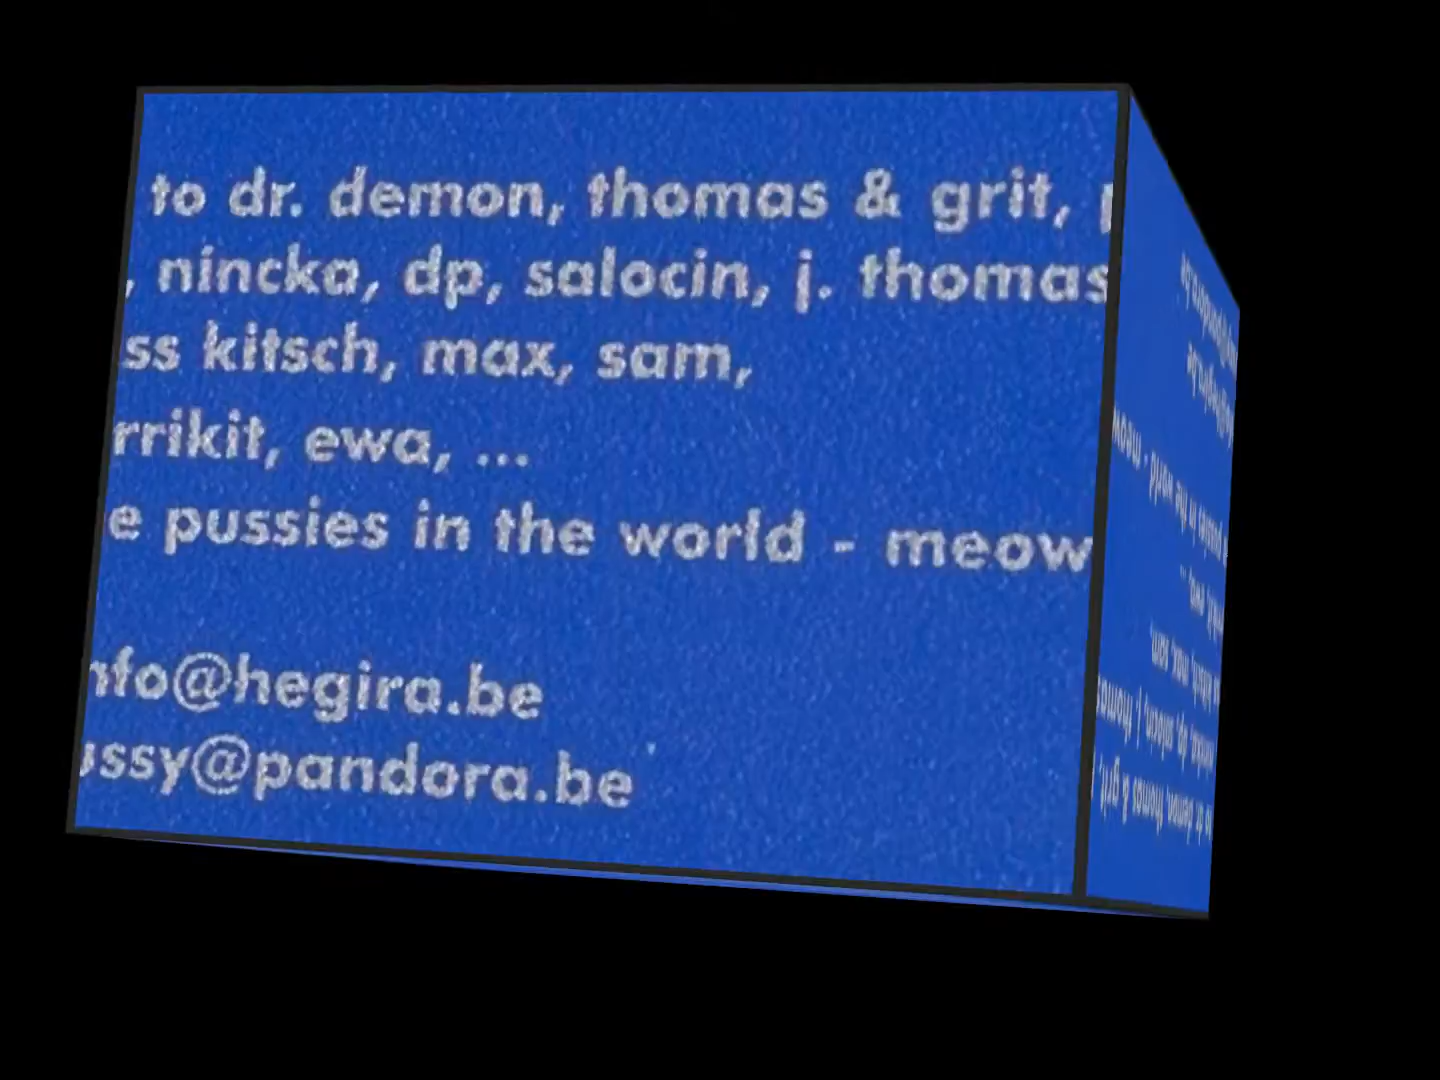 to dr. demon, thomas & grit, p
, nincka, dp, salocin, j. thomas
ss kitsch, max, sam,
rrikit, ewa, ...
e pussies in the world - meow
nfo@hegira.be
ussy@pandora.be